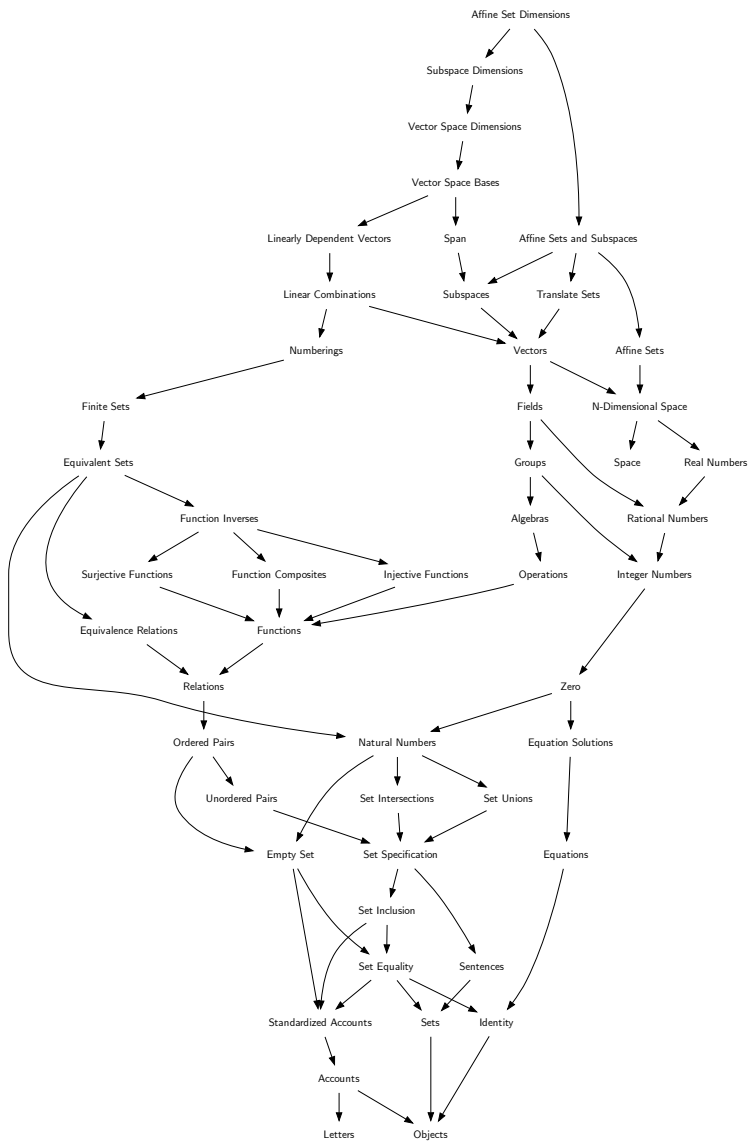 Affine Set Dimensions
Subspace Dimensions
Vector Space Dimensions
Vector Space Bases
Linearly Dependent Vectors
Span
Affine Sets and Subspaces
Linear Combinations
Subspaces
Translate Sets
Numberings
Vectors
Affine Sets
Finite Sets
Fields
N-Dimensional Space
Equivalent Sets
Groups
Space
Real Numbers
Function Inverses
Algebras
Rational Numbers
Surjective Functions
Function Composites
Injective Functions
Operations
Integer Numbers
Equivalence Relations
Functions
Relations
Zero
Ordered Pairs
Natural Numbers
Equation Solutions
Unordered Pairs
Set Intersections
Set Unions
Empty Set
Set Specification
Equations
Set Inclusion
Set Equality
Sentences
Standardized Accounts
Sets
Identity
Accounts
Letters
Objects